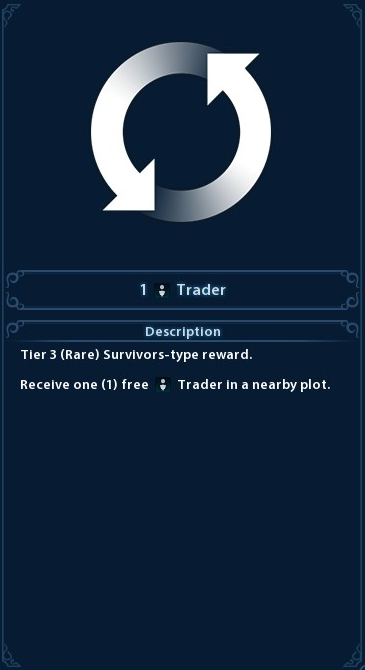 1 Trader
Description
Tier 3 (Rare) Survivors-type reward.
Receive one (1) free Trader in a nearby plot.